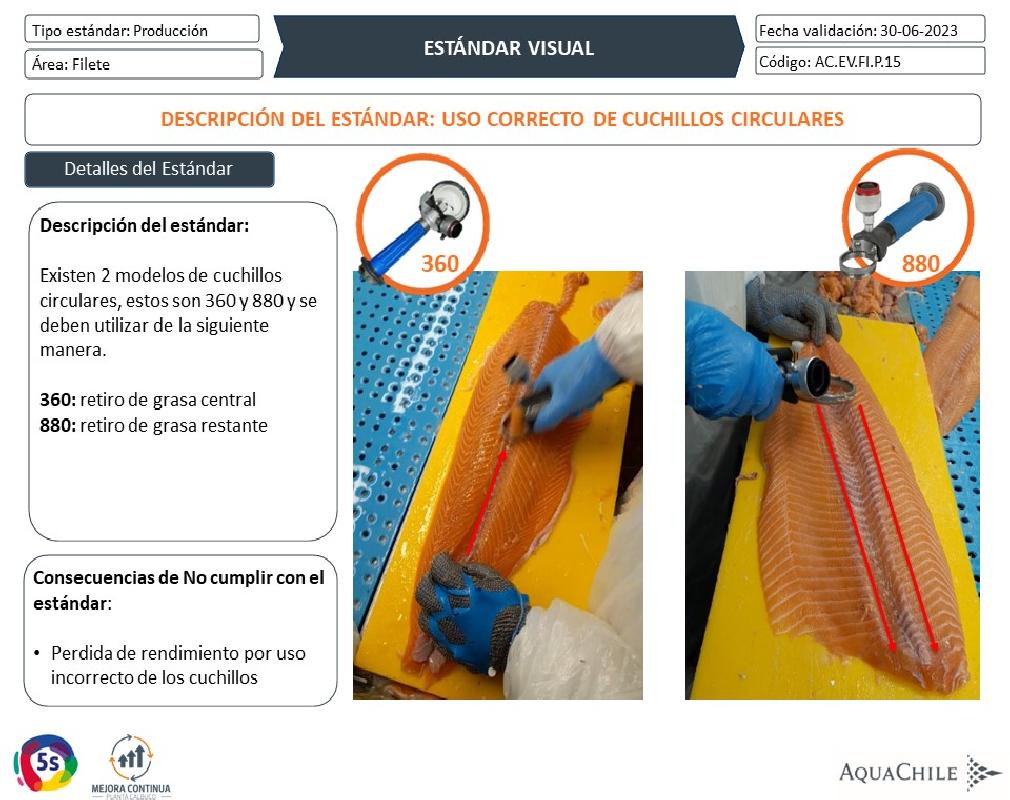 Tipo estándar: Producción
Área: Filete
ESTÁNDAR VISUAL
Fecha validación: 30-06-2023
Código: AC.EV.FI.P.15
DESCRIPCIÓN DEL ESTÁNDAR: USO CORRECTO DE CUCHILLOS CIRCULARES
Detalles del Estándar
Descripción del estándar:
Existen 2 modelos de cuchillos
circulares, estos son 360 y 880 y se
deben utilizar de la siguiente
manera.
360: retiro de grasa central
880: retiro de grasa restante
Consecuencias de No cumplir con el
estándar:
• Perdida de rendimiento por uso
incorrecto de los cuchillos
360
880
5s
MEJORA CONTINUA
PLANTA CALBUCO
AQUACHILE